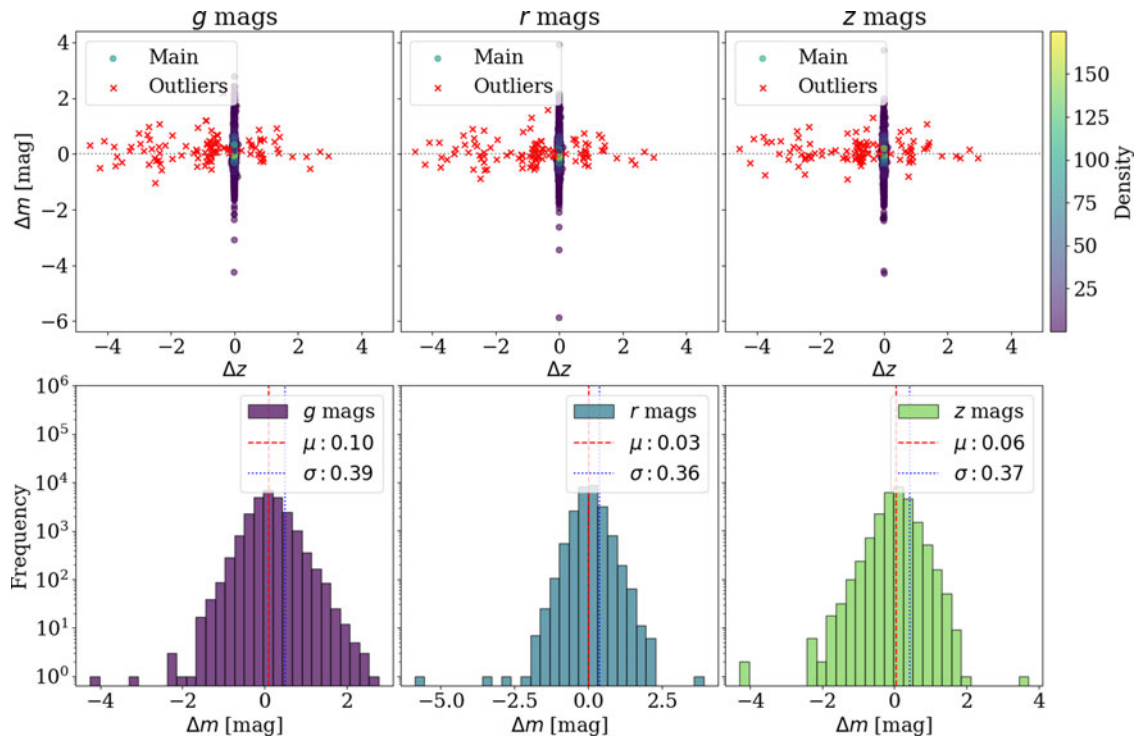 g mags
r mags
z mags
4
2
0
−2
−4
−6
Δm [mag]
Main
Outliers
Main
Outliers
Main
Outliers
150
125
100
75
50
25
Density
−4 −2 0 2 4
−4 −2 0 2 4
−4 −2 0 2 4
Δz
Δz
Δz
10^6
10^5
10^4
10^3
10^2
10^1
10^0
Frequency
g mags
μ : 0.10
σ : 0.39
r mags
μ : 0.03
σ : 0.36
z mags
μ : 0.06
σ : 0.37
−4 −2 0 2
−5.0 −2.5 0.0 2.5
−4 −2 0 2 4
Δm [mag]
Δm [mag]
Δm [mag]